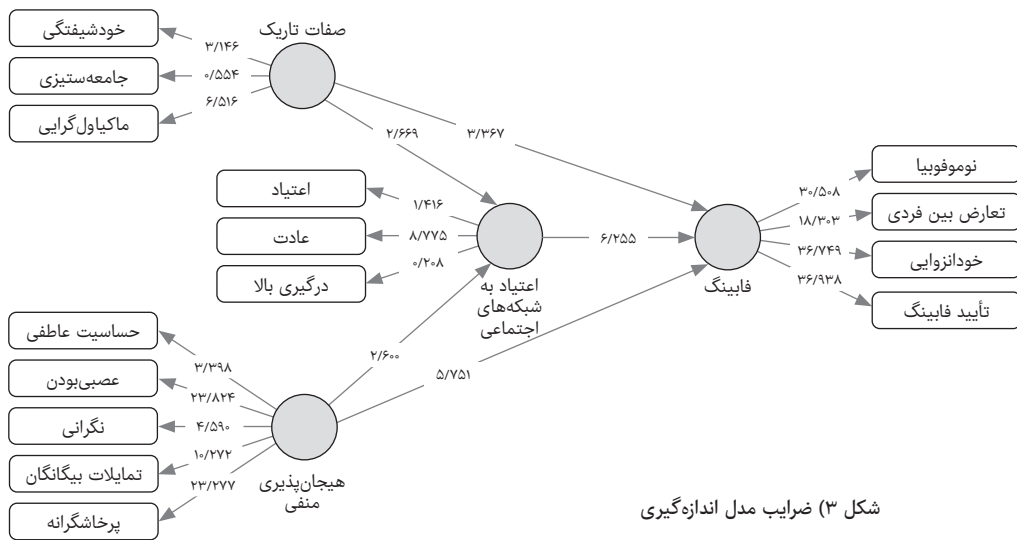 صفات تاریک
خودشیفتگی
۳/۱۴۶
جامعه‌ستیزی
۰/۵۵۴
ماکیاول‌گرایی
۶/۵۱۶
۲/۶۶۹
۳/۳۶۷
اعتیاد
۱/۴۱۶
عادت
۸/۷۷۵
درگیری بالا
۰/۲۰۸
اعتیاد به
شبکه‌های
اجتماعی
۶/۲۵۵
نوموفوبیا
۳۰/۵۰۸
تعارض بین فردی
۱۸/۳۰۳
خودانزوایی
۳۶/۷۴۹
تأیید فابینگ
۳۶/۹۳۸
فابینگ
۲/۶۰۰
۵/۷۵۱
حساسیت عاطفی
۳/۳۹۸
عصبی‌بودن
۲۳/۸۲۴
نگرانی
۴/۵۹۰
تمایلات بیگانگان
۱۰/۲۷۲
پرخاشگرانه
۲۳/۲۷۷
هیجان‌پذیری
منفی
شکل ۳) ضرایب مدل اندازه‌گیری